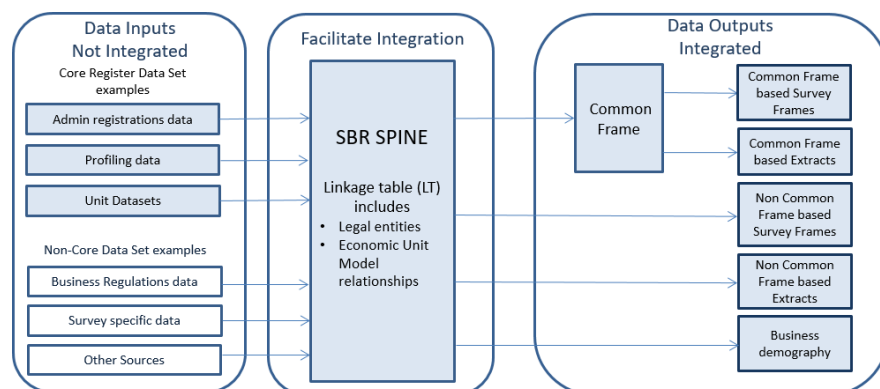 Data Inputs
Not Integrated
Core Register Data Set
examples
Admin registrations data
Profiling data
Unit Datasets
Non-Core Data Set examples
Business Regulations data
Survey specific data
Other Sources
Facilitate Integration
SBR SPINE
Linkage table (LT)
includes
• Legal entities
• Economic Unit
Model
relationships
Data Outputs
Integrated
Common
Frame
Common Frame
based Survey
Frames
Common Frame
based Extracts
Non Common
Frame based
Survey Frames
Non Common
Frame based
Extracts
Business
demography